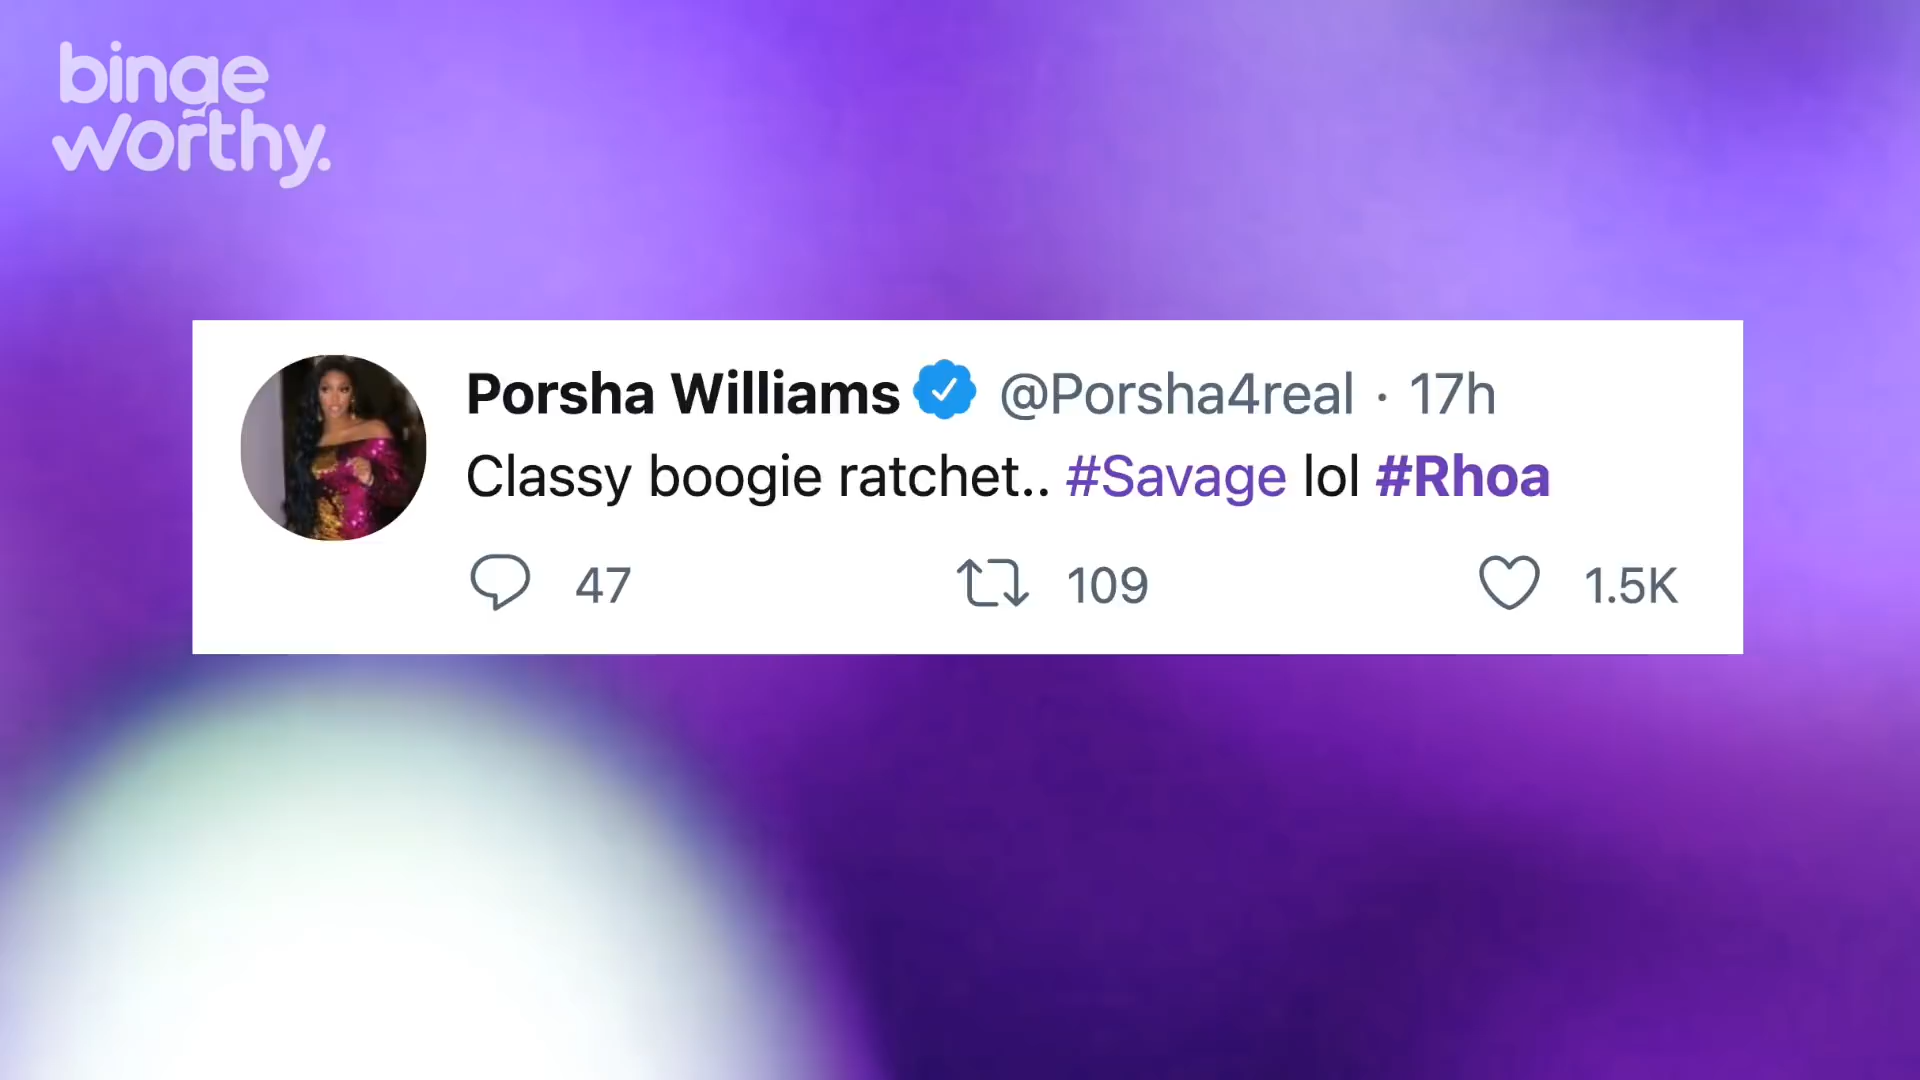 binge
worthy.
Porsha Williams @Porsha4real · 17h
Classy boogie ratchet.. #Savage lol #Rhoa
47 109 1.5K